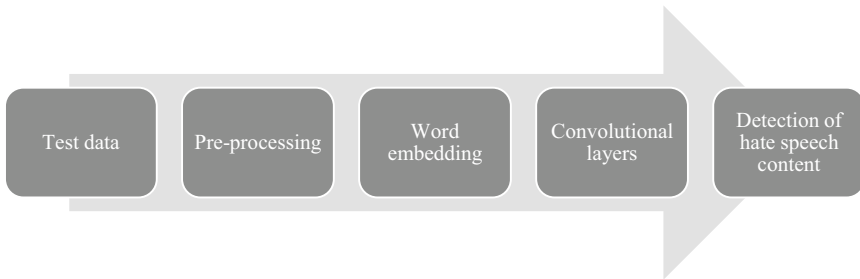 Test data
Pre-processing
Word
embedding
Convolutional
layers
Detection of
hate speech
content